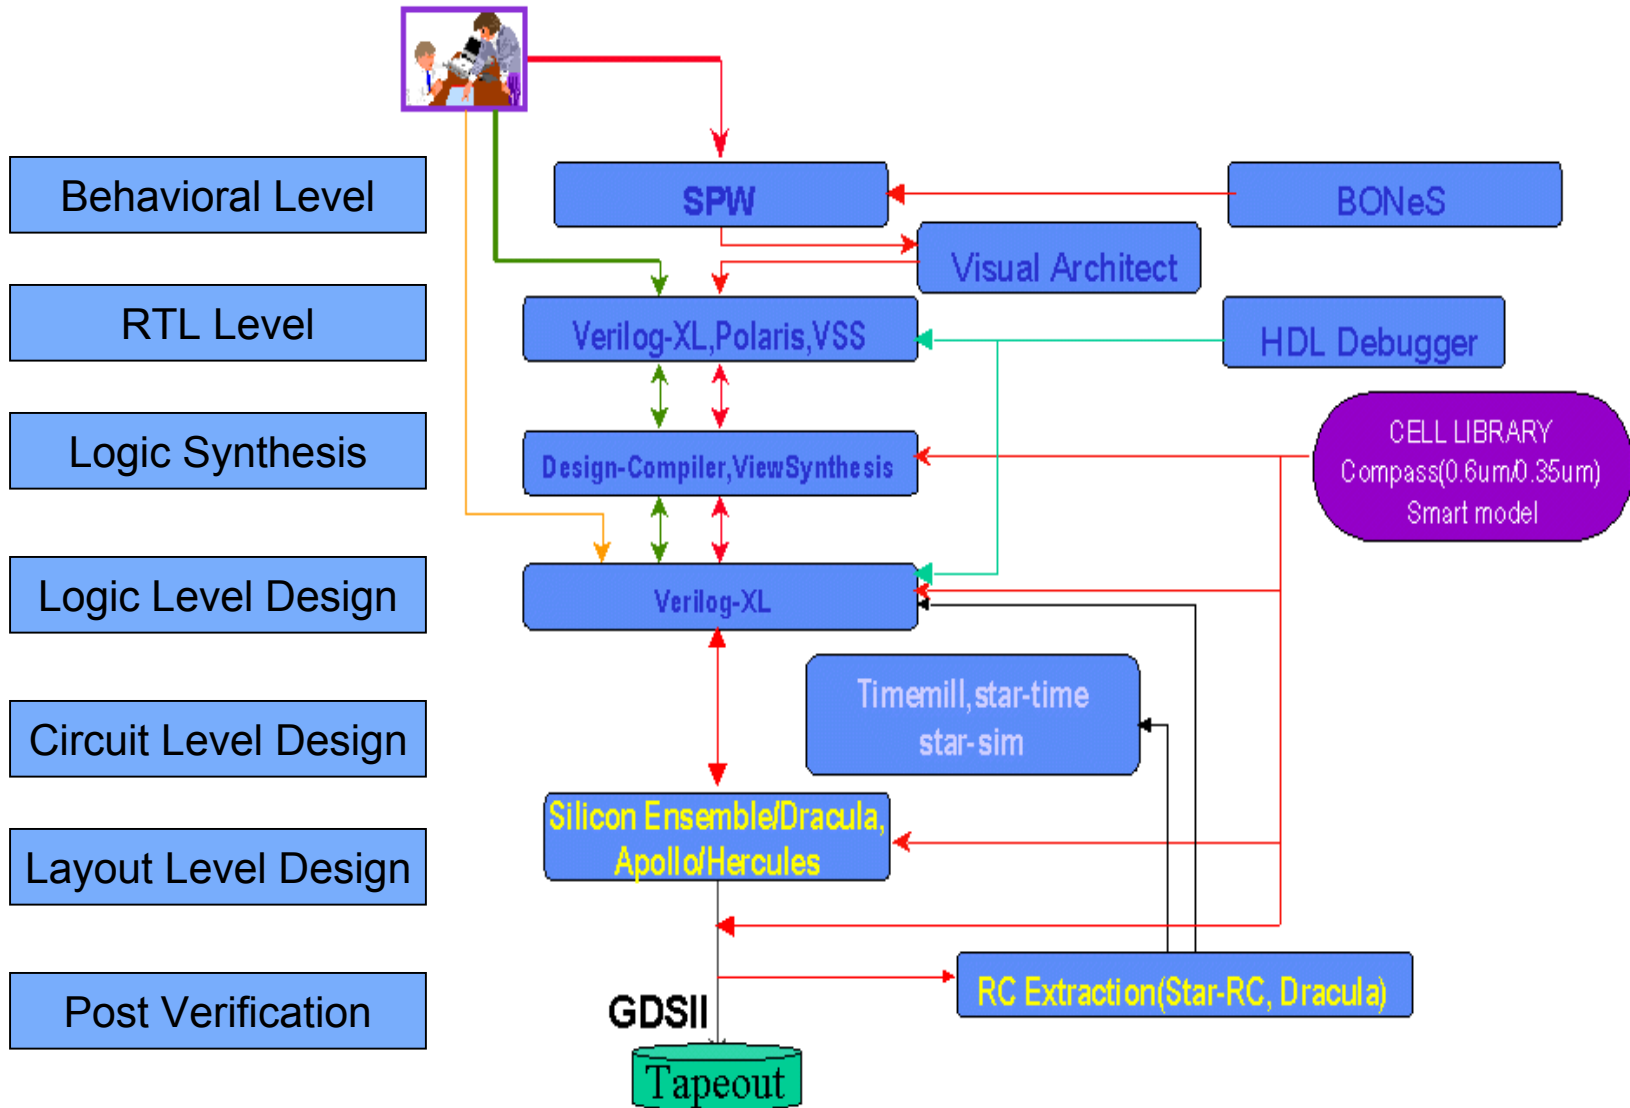 Behavioral Level
SPW
BONeS
Visual Architect
RTL Level
Verilog-XL,Polaris,VSS
HDL Debugger
Logic Synthesis
Design-Compiler,ViewSynthesis
CELL LIBRARY
Compass(0.6um/0.35um)
Smart model
Logic Level Design
Verilog-XL
Circuit Level Design
Timemill,star-time
star-sim
Layout Level Design
Silicon Ensemble/Dracula,
Apollo/Hercules
Post Verification
RC Extraction(Star-RC, Dracula)
GDSII
Tapeout